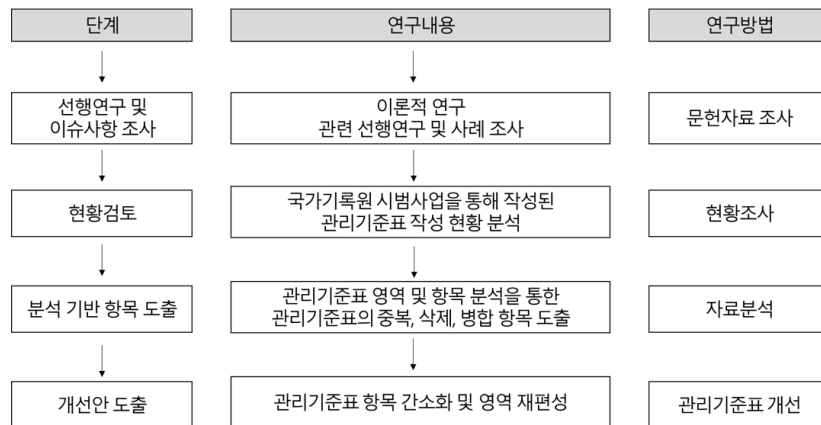 단계
연구내용
연구방법
선행연구 및
이슈사항 조사
이론적 연구
관련 선행연구 및 사례 조사
문헌자료 조사
현황검토
국가기록원 시범사업을 통해 작성된
관리기준표 작성 현황 분석
현황조사
분석 기반 항목 도출
관리기준표 영역 및 항목 분석을 통한
관리기준표의 중복, 삭제, 병합 항목 도출
자료분석
개선안 도출
관리기준표 항목 간소화 및 영역 재편성
관리기준표 개선